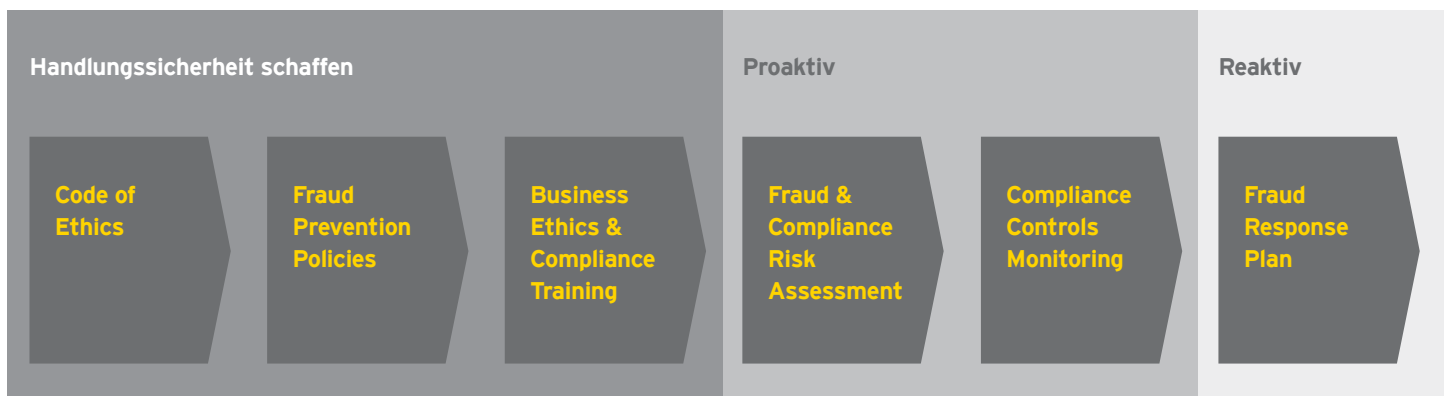 Handlungssicherheit schaffen
Code of
Ethics
Fraud
Prevention
Policies
Business
Ethics &
Compliance
Training
Proaktiv
Fraud &
Compliance
Risk
Assessment
Compliance
Controls
Monitoring
Reaktiv
Fraud
Response
Plan